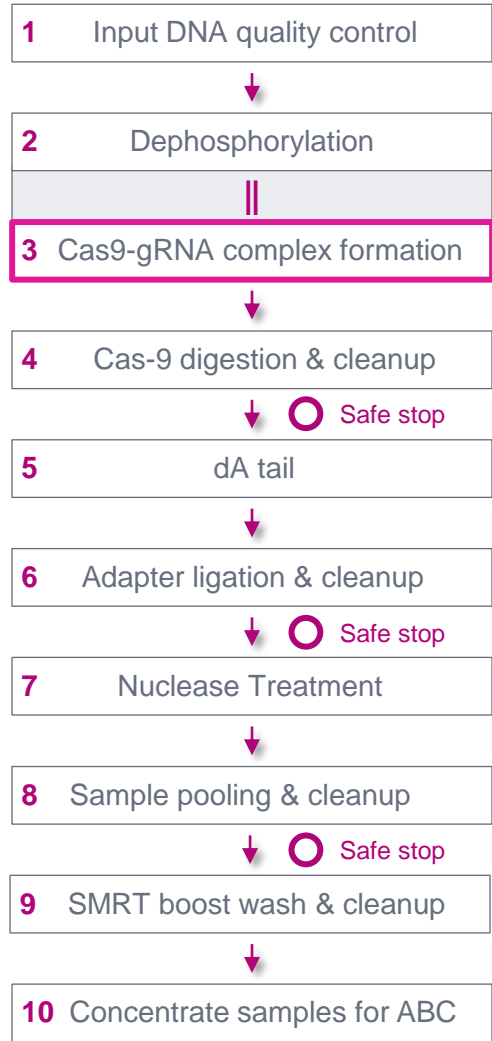 1 Input DNA quality control
2 Dephosphorylation
3 Cas9-gRNA complex formation
4 Cas-9 digestion & cleanup
Safe stop
5 dA tail
6 Adapter ligation & cleanup
Safe stop
7 Nuclease Treatment
8 Sample pooling & cleanup
Safe stop
9 SMRT boost wash & cleanup
10 Concentrate samples for ABC